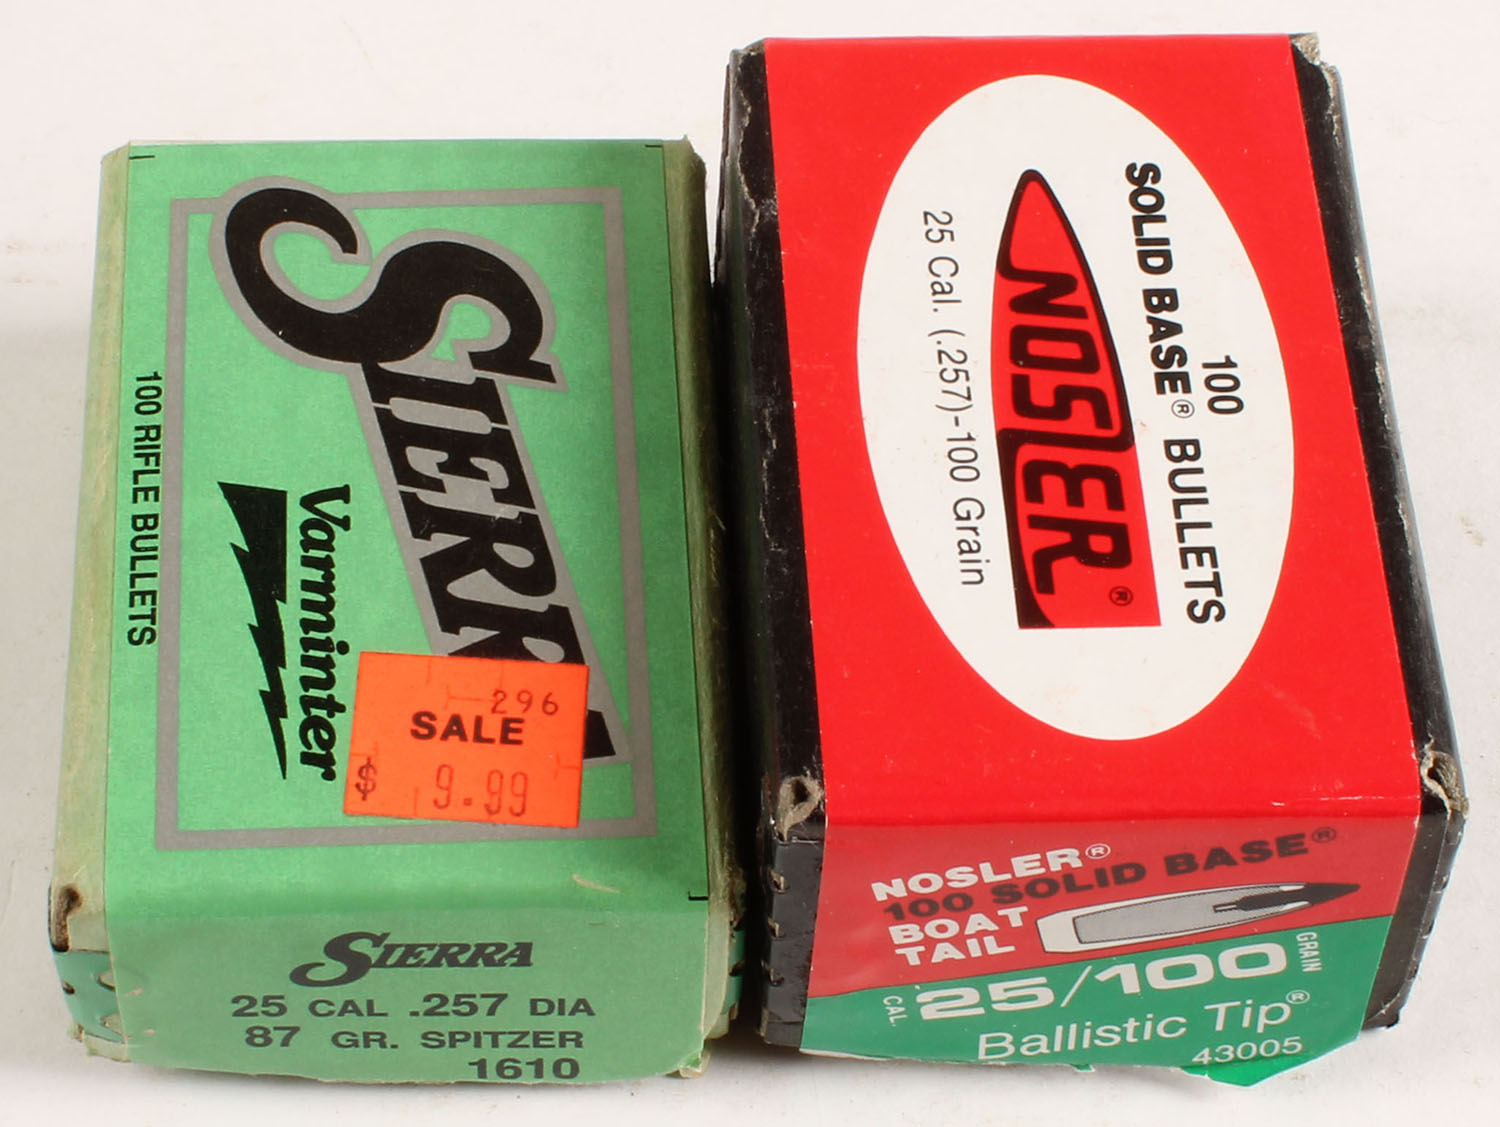 SIERRA
Varminter
100 RIFLE BULLETS
296
SALE
$ 9.99
SIERRA
25 CAL .257 DIA
87 GR. SPITZER
1610
100
SOLID BASE® BULLETS
NOSLER®
25 Cal. (.257)-100 Grain
NOSLER®
100 SOLID BASE®
BOAT
TAIL
CAL. 25/100 GRAIN
Ballistic Tip®
43005